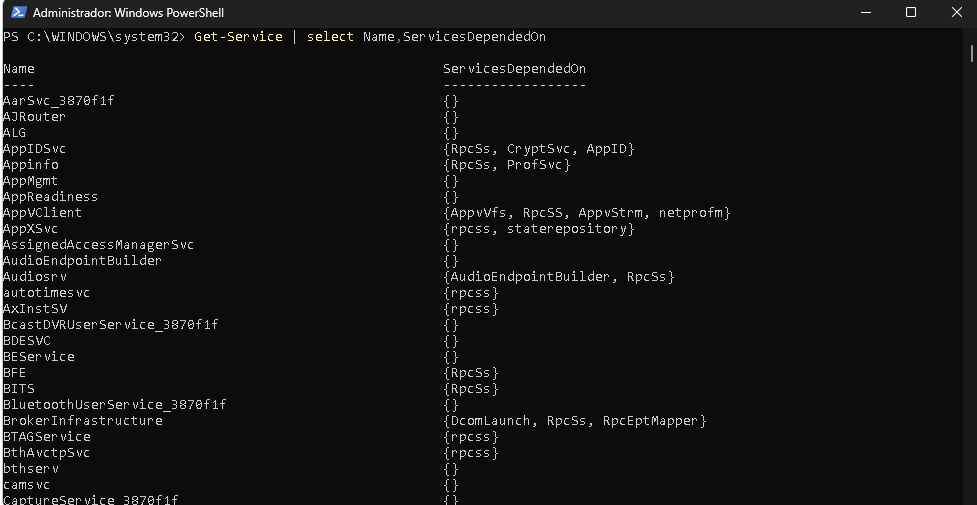 Administrador: Windows PowerShell
PS C:\WINDOWS\system32> Get-Service | select Name,ServicesDependedOn
Name ServicesDependedOn
---- ------------------
AarSvc_3870f1f {}
AJRouter {}
ALG {}
AppIDSvc {RpcSs, CryptSvc, AppID}
Appinfo {RpcSs, ProfSvc}
AppMgmt {}
AppReadiness {}
AppVClient {AppvVfs, RpcSS, AppvStrm, netprofm}
AppXSvc {rpcss, staterepository}
AssignedAccessManagerSvc {}
AudioEndpointBuilder {}
Audiosrv {AudioEndpointBuilder, RpcSs}
autotimesvc {rpcss}
AxInstSV {rpcss}
BcastDVRUserService_3870f1f {}
BDESVC {}
BEService {}
BFE {RpcSs}
BITS {RpcSs}
BluetoothUserService_3870f1f {}
BrokerInfrastructure {DcomLaunch, RpcSs, RpcEptMapper}
BTAGService {rpcss}
BthAvctpSvc {rpcss}
bthserv {}
camsvc {}
CaptureService_3870f1f {}